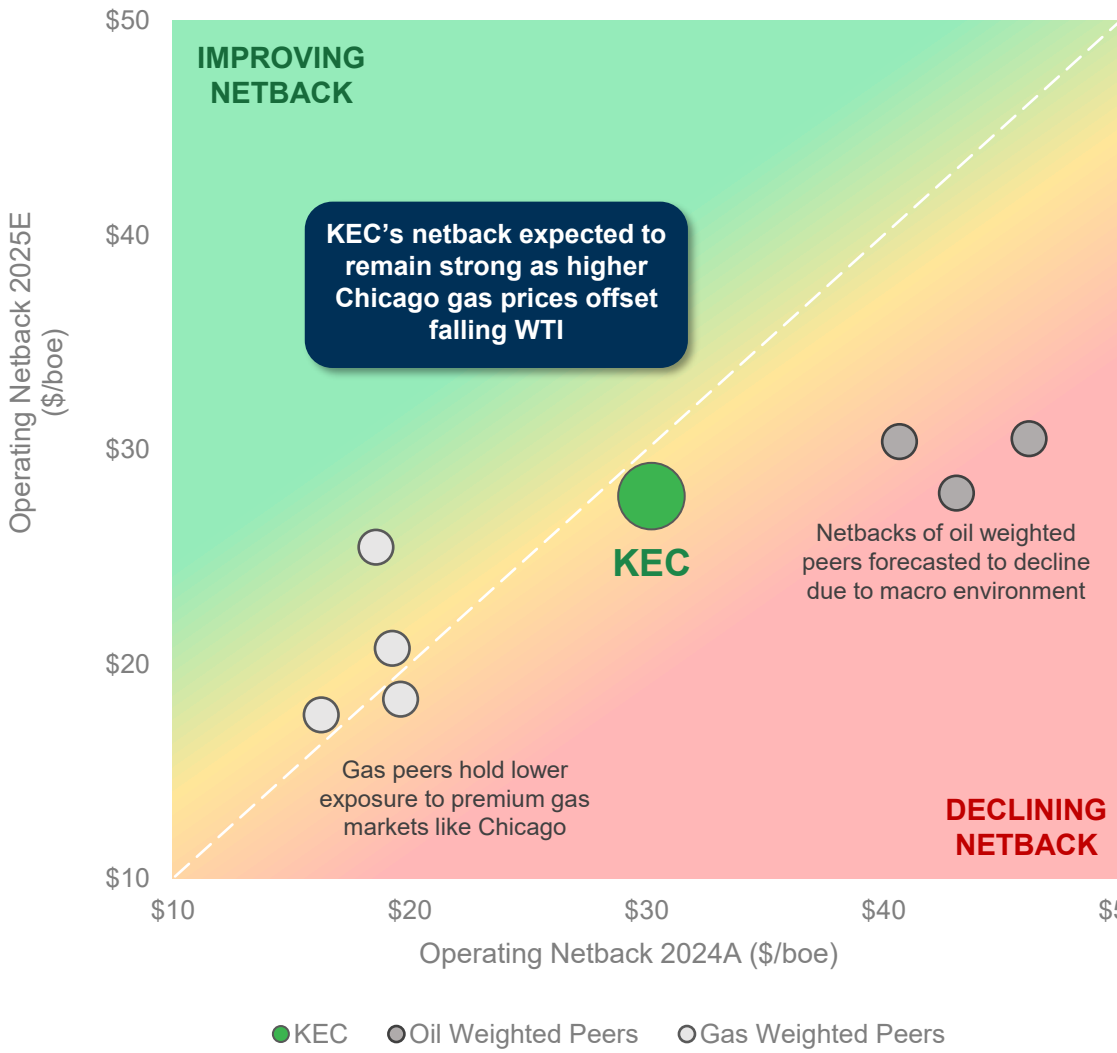 $50
IMPROVING
NETBACK
Operating Netback 2025E
($/boe)
$40
KEC’s netback expected to
remain strong as higher
Chicago gas prices offset
falling WTI
$30
KEC
Netbacks of oil weighted
peers forecasted to decline
due to macro environment
$20
Gas peers hold lower
exposure to premium gas
markets like Chicago
DECLINING
NETBACK
$10
$10
$20
$30
$40
Operating Netback 2024A ($/boe)
KEC
Oil Weighted Peers
Gas Weighted Peers